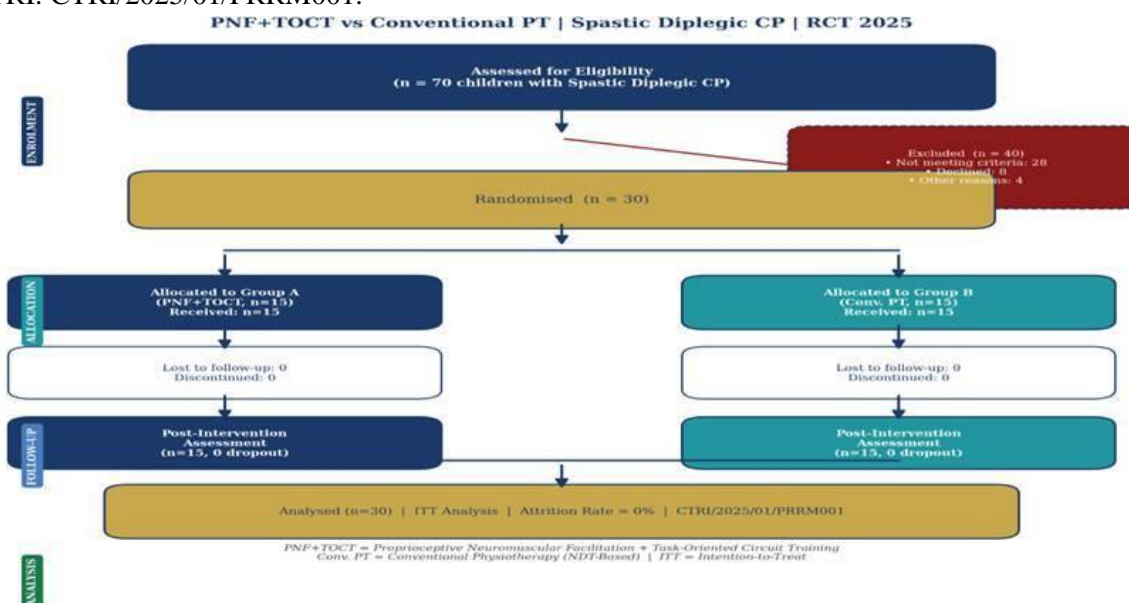 CTRI: CTRI/2025/01/PRRM001.
PNF+TOCT vs Conventional PT | Spastic Diplegic CP | RCT 2025
Assessed for Eligibility
(n = 70 children with Spastic Diplegic CP)
ENROLMENT
Excluded (n = 40)
• Not meeting criteria: 28
• Declined: 8
• Other reasons: 4
Randomised (n = 30)
ALLOCATION
Allocated to Group A
(PNF+TOCT, n=15)
Received: n=15
Allocated to Group B
(Conv. PT, n=15)
Received: n=15
Lost to follow-up: 0
Discontinued: 0
Lost to follow-up: 0
Discontinued: 0
FOLLOW-UP
Post-Intervention
Assessment
(n=15, 0 dropout)
Post-Intervention
Assessment
(n=15, 0 dropout)
Analysed (n=30) | ITT Analysis | Attrition Rate = 0% | CTRI/2025/01/PRRM001
PNF+TOCT = Proprioceptive Neuromuscular Facilitation + Task-Oriented Circuit Training
Conv. PT = Conventional Physiotherapy (NDT-Based) | ITT = Intention-to-Treat
ANALYSIS